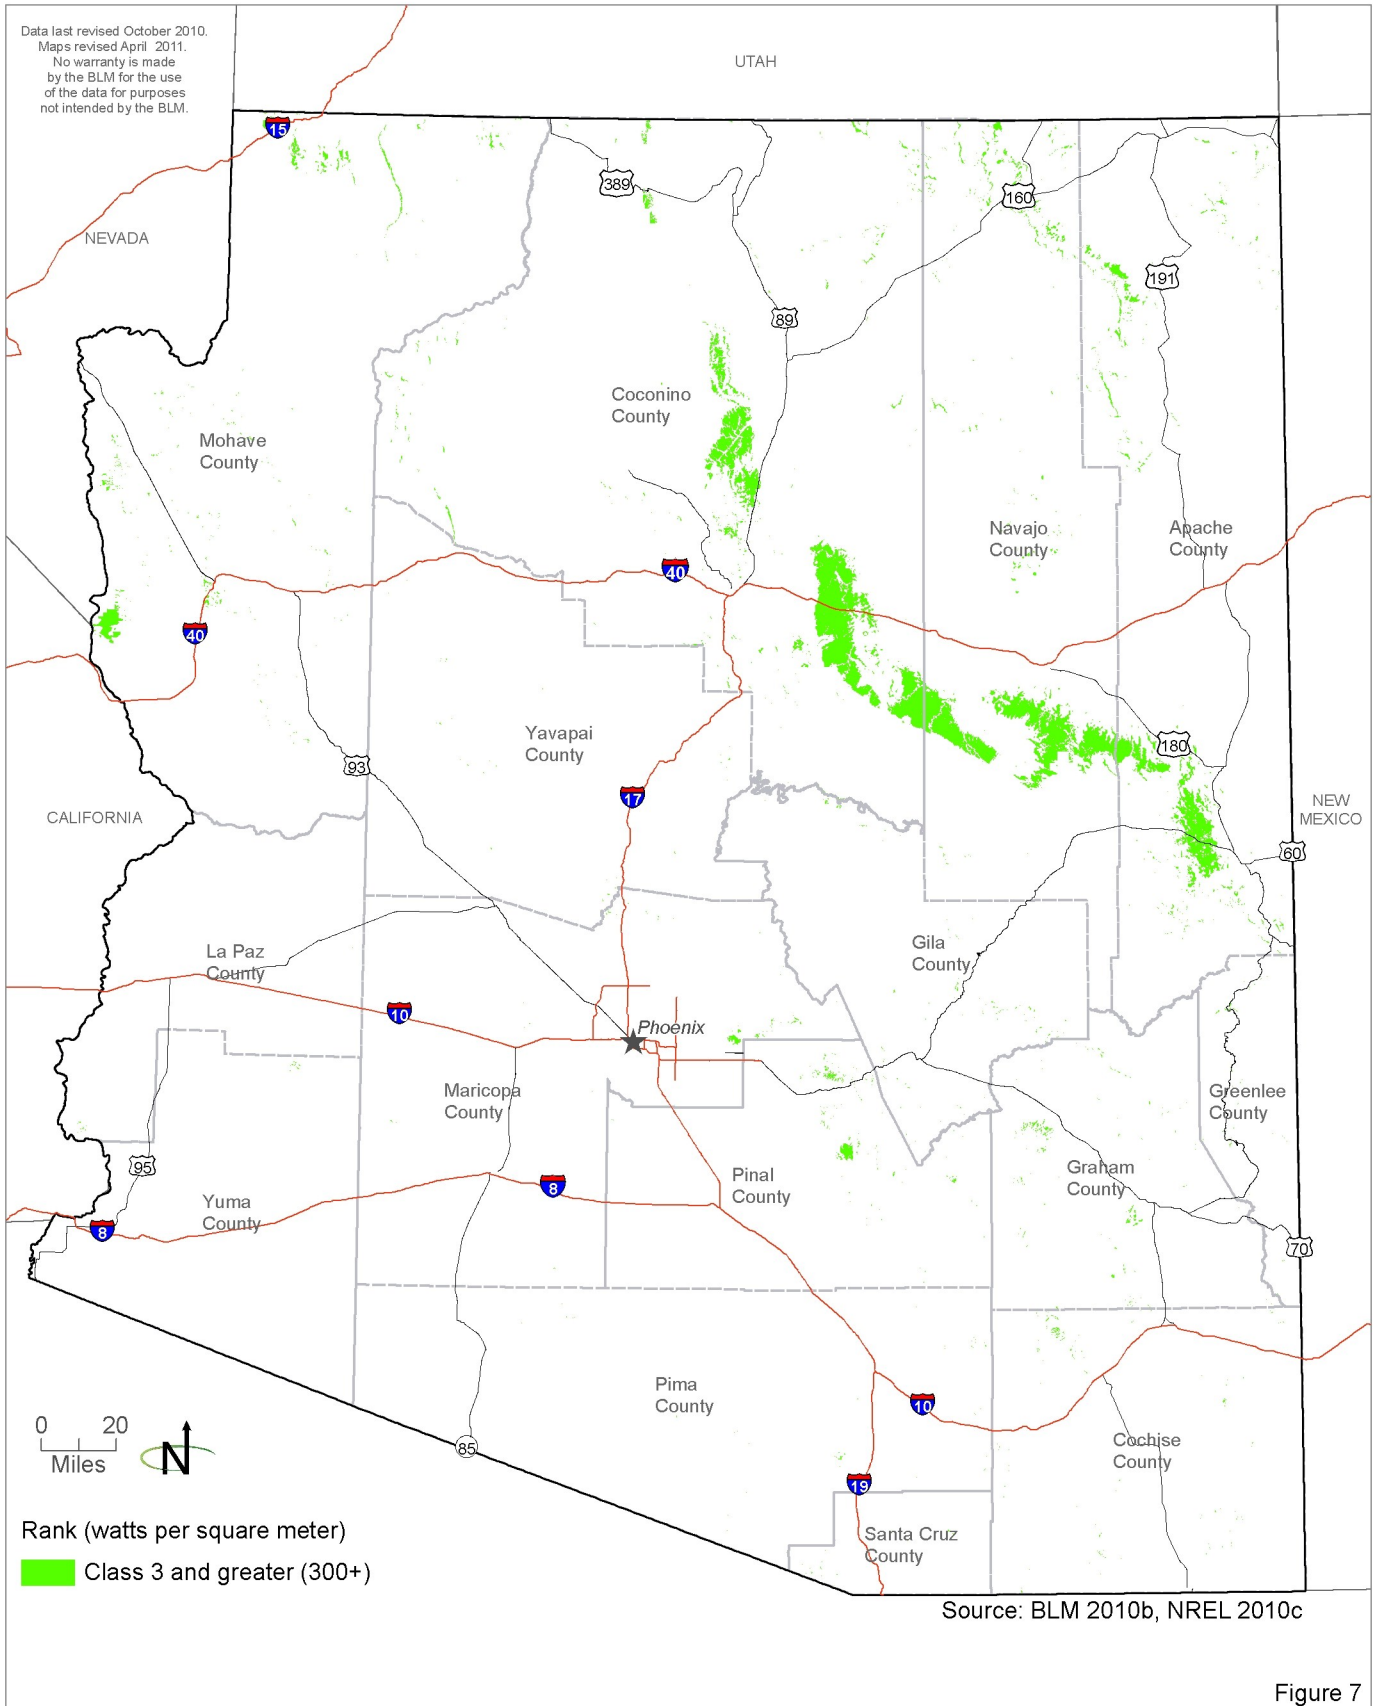 Data last revised October 2010.
Maps revised April 2011.
No warranty is made
by the BLM for the use
of the data for purposes
not intended by the BLM.
UTAH
15
389
160
NEVADA
191
89
Coconino
County
Mohave
County
Navajo
County
Apache
County
40
40
Yavapai
County
180
93
17
CALIFORNIA
NEW
MEXICO
60
La Paz
County
Gila
County
10
Phoenix
Maricopa
County
Greenlee
County
95
Graham
County
Pinal
County
8
Yuma
County
8
70
Pima
County
10
0 20
Miles
N
85
Cochise
County
19
Santa Cruz
County
Rank (watts per square meter)
Class 3 and greater (300+)
Source: BLM 2010b, NREL 2010c
Figure 7